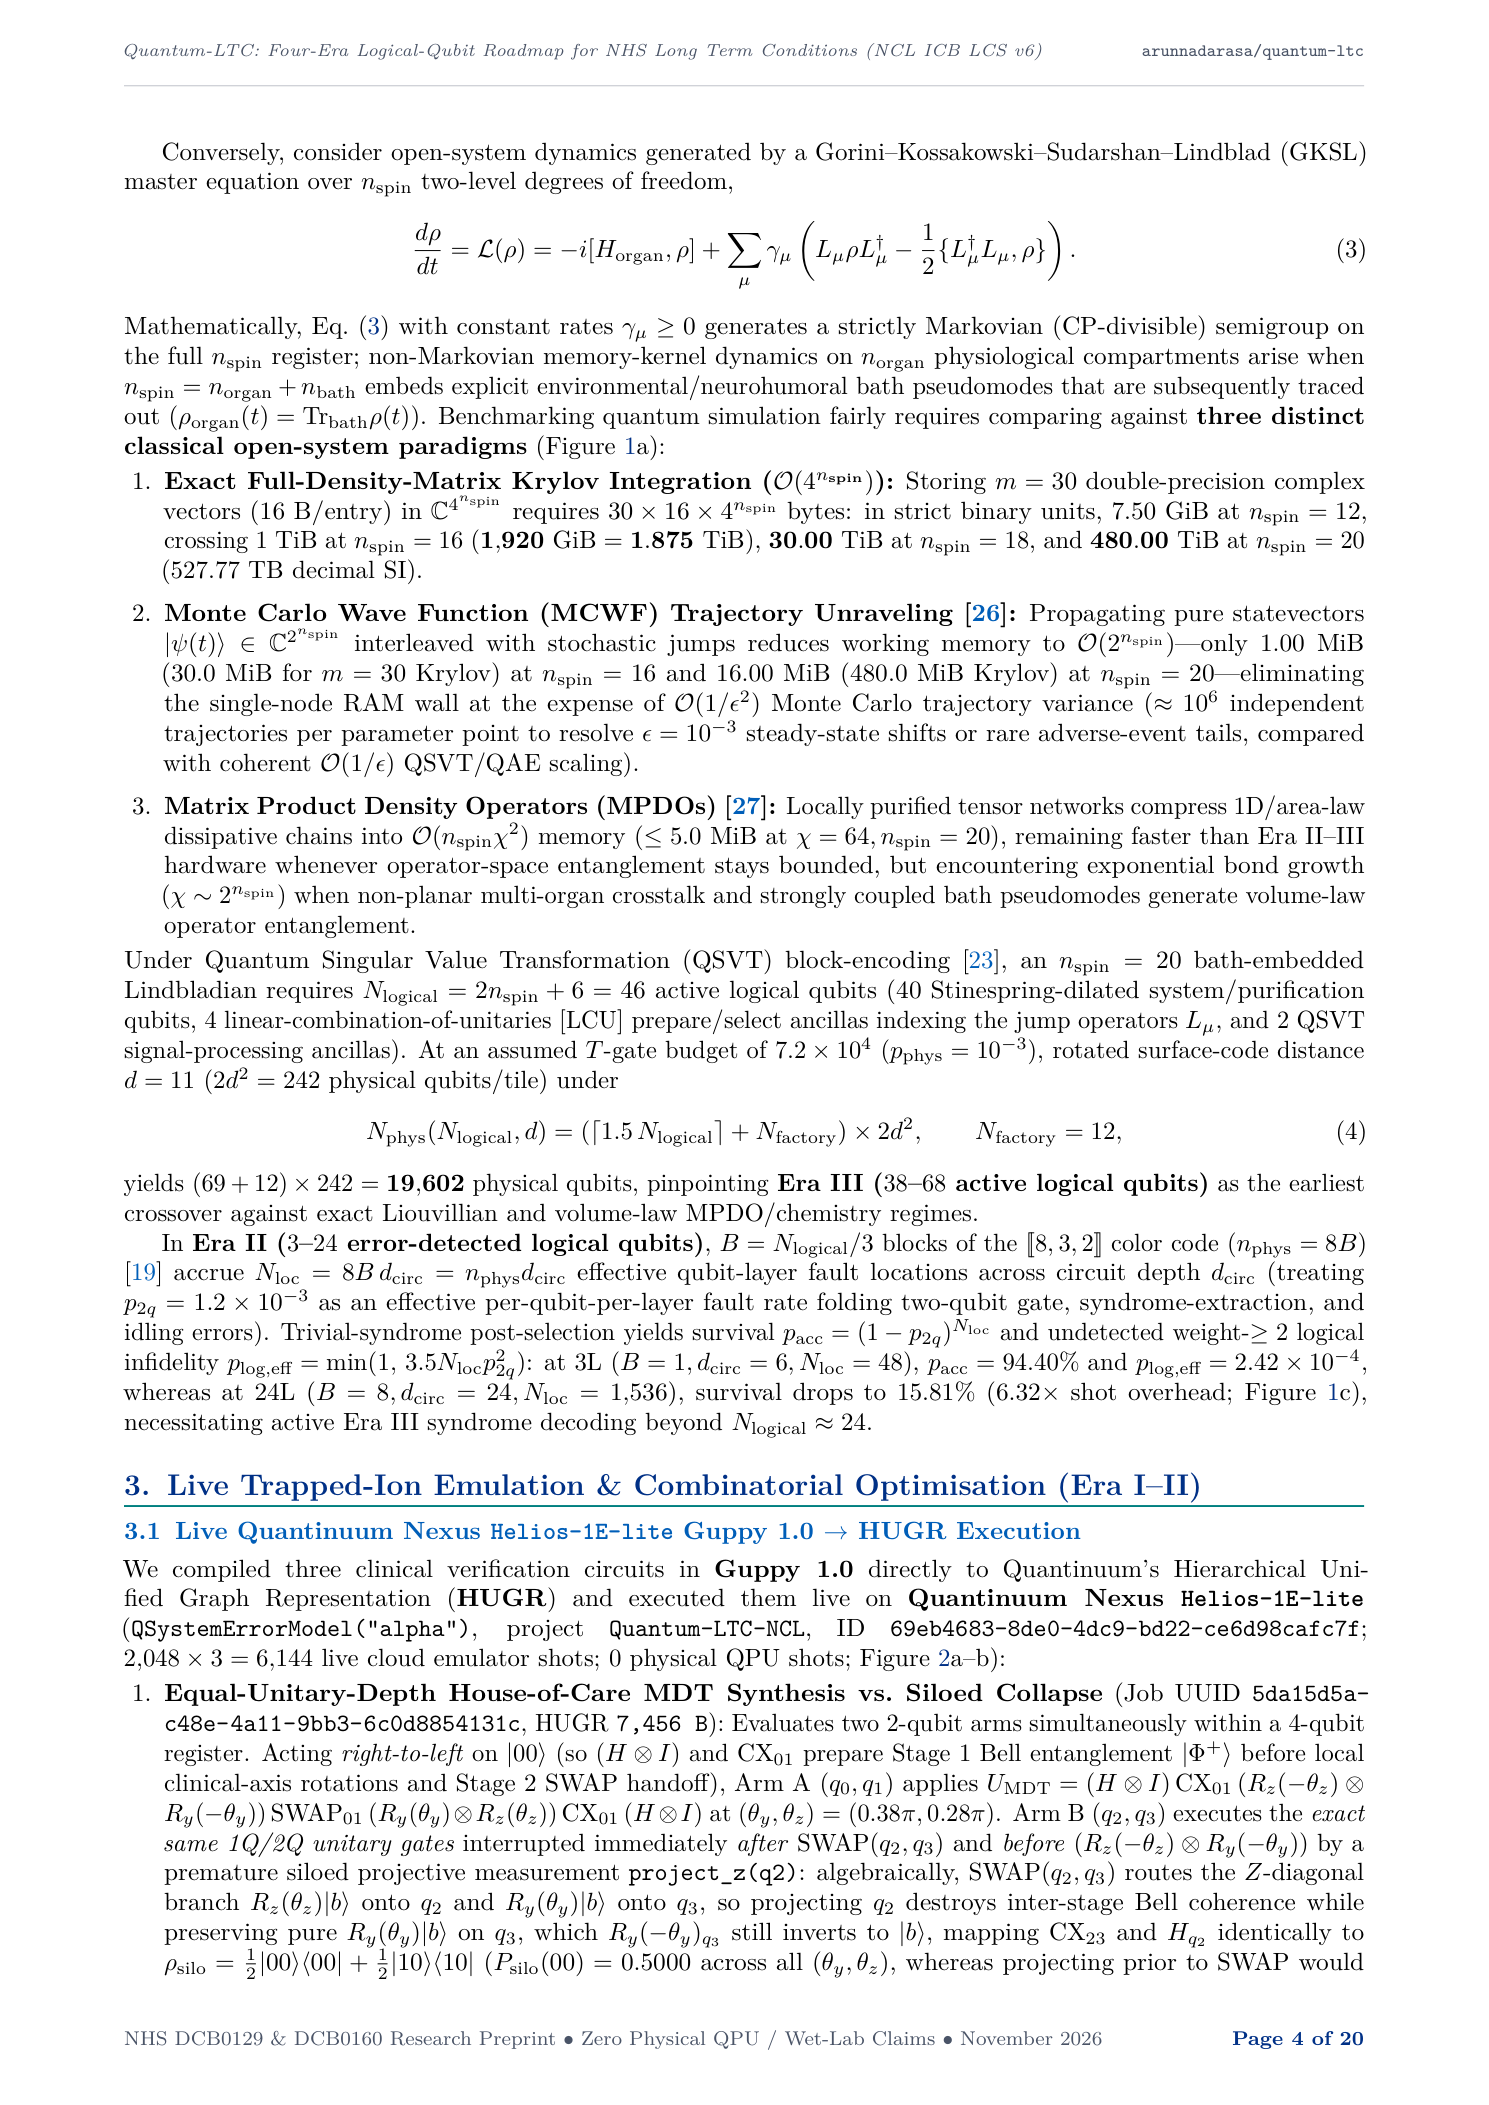 Quantum-LTC: Four-Era Logical-Qubit Roadmap for NHS Long Term Conditions (NCL ICB LCS v6) arunnadarasa/quantum-ltc
Conversely, consider open-system dynamics generated by a Gorini–Kossakowski–Sudarshan–Lindblad (GKSL)
master equation over n_spin two-level degrees of freedom,
dρ/dt = ℒ(ρ) = −i[H_organ, ρ] + ∑_μ γ_μ (L_μ ρ L_μ^† − 1/2 {L_μ^† L_μ, ρ}). (3)
Mathematically, Eq. (3) with constant rates γ_μ ≥ 0 generates a strictly Markovian (CP-divisible) semigroup on
the full n_spin register; non-Markovian memory-kernel dynamics on n_organ physiological compartments arise when
n_spin = n_organ + n_bath embeds explicit environmental/neurohumoral bath pseudomodes that are subsequently traced
out (ρ_organ(t) = Tr_bath ρ(t)). Benchmarking quantum simulation fairly requires comparing against three distinct
classical open-system paradigms (Figure 1a):
1. Exact Full-Density-Matrix Krylov Integration (𝒪(4^{n_spin})): Storing m = 30 double-precision complex
vectors (16 B/entry) in ℂ^{4^{n_spin}} requires 30 × 16 × 4^{n_spin} bytes: in strict binary units, 7.50 GiB at n_spin = 12,
crossing 1 TiB at n_spin = 16 (1,920 GiB = 1.875 TiB), 30.00 TiB at n_spin = 18, and 480.00 TiB at n_spin = 20
(527.77 TB decimal SI).
2. Monte Carlo Wave Function (MCWF) Trajectory Unraveling [26]: Propagating pure statevectors
|ψ(t)⟩ ∈ ℂ^{2^{n_spin}} interleaved with stochastic jumps reduces working memory to 𝒪(2^{n_spin})—only 1.00 MiB
(30.0 MiB for m = 30 Krylov) at n_spin = 16 and 16.00 MiB (480.0 MiB Krylov) at n_spin = 20—eliminating
the single-node RAM wall at the expense of 𝒪(1/ϵ²) Monte Carlo trajectory variance (≈ 10⁶ independent
trajectories per parameter point to resolve ϵ = 10⁻³ steady-state shifts or rare adverse-event tails, compared
with coherent 𝒪(1/ϵ) QSVT/QAE scaling).
3. Matrix Product Density Operators (MPDOs) [27]: Locally purified tensor networks compress 1D/area-law
dissipative chains into 𝒪(n_spin χ²) memory (≤ 5.0 MiB at χ = 64, n_spin = 20), remaining faster than Era II–III
hardware whenever operator-space entanglement stays bounded, but encountering exponential bond growth
(χ ∼ 2^{n_spin}) when non-planar multi-organ crosstalk and strongly coupled bath pseudomodes generate volume-law
operator entanglement.
Under Quantum Singular Value Transformation (QSVT) block-encoding [23], an n_spin = 20 bath-embedded
Lindbladian requires N_logical = 2n_spin + 6 = 46 active logical qubits (40 Stinespring-dilated system/purification
qubits, 4 linear-combination-of-unitaries [LCU] prepare/select ancillas indexing the jump operators L_μ, and 2 QSVT
signal-processing ancillas). At an assumed T-gate budget of 7.2 × 10⁴ (p_phys = 10⁻³), rotated surface-code distance
d = 11 (2d² = 242 physical qubits/tile) under
N_phys(N_logical, d) = (⌈1.5 N_logical⌉ + N_factory) × 2d², N_factory = 12, (4)
yields (69 + 12) × 242 = 19,602 physical qubits, pinpointing Era III (38–68 active logical qubits) as the earliest
crossover against exact Liouvillian and volume-law MPDO/chemistry regimes.
In Era II (3–24 error-detected logical qubits), B = N_logical/3 blocks of the ⟦8, 3, 2⟧ color code (n_phys = 8B)
[19] accrue N_loc = 8B d_circ = n_phys d_circ effective qubit-layer fault locations across circuit depth d_circ (treating
p_2q = 1.2 × 10⁻³ as an effective per-qubit-per-layer fault rate folding two-qubit gate, syndrome-extraction, and
idling errors). Trivial-syndrome post-selection yields survival p_acc = (1 − p_2q)^{N_loc} and undetected weight-≥ 2 logical
infidelity p_log,eff = min(1, 3.5N_loc p_2q²): at 3L (B = 1, d_circ = 6, N_loc = 48), p_acc = 94.40% and p_log,eff = 2.42 × 10⁻⁴,
whereas at 24L (B = 8, d_circ = 24, N_loc = 1,536), survival drops to 15.81% (6.32× shot overhead; Figure 1c),
necessitating active Era III syndrome decoding beyond N_logical ≈ 24.
3. Live Trapped-Ion Emulation & Combinatorial Optimisation (Era I–II)
3.1 Live Quantinuum Nexus Helios-1E-lite Guppy 1.0 → HUGR Execution
We compiled three clinical verification circuits in Guppy 1.0 directly to Quantinuum's Hierarchical Uni-
fied Graph Representation (HUGR) and executed them live on Quantinuum Nexus Helios-1E-lite
(QSystemErrorModel("alpha"), project Quantum-LTC-NCL, ID 69eb4683-8de0-4dc9-bd22-ce6d98cafc7f;
2,048 × 3 = 6,144 live cloud emulator shots; 0 physical QPU shots; Figure 2a–b):
1. Equal-Unitary-Depth House-of-Care MDT Synthesis vs. Siloed Collapse (Job UUID 5da15d5a-
c48e-4a11-9bb3-6c0d8854131c, HUGR 7,456 B): Evaluates two 2-qubit arms simultaneously within a 4-qubit
register. Acting right-to-left on |00⟩ (so (H ⊗ I) and CX₀₁ prepare Stage 1 Bell entanglement |Φ⁺⟩ before local
clinical-axis rotations and Stage 2 SWAP handoff), Arm A (q₀, q₁) applies U_MDT = (H ⊗ I) CX₀₁ (R_z(−θ_z) ⊗
R_y(−θ_y)) SWAP₀₁ (R_y(θ_y)⊗R_z(θ_z)) CX₀₁ (H⊗I) at (θ_y, θ_z) = (0.38π, 0.28π). Arm B (q₂, q₃) executes the exact
same 1Q/2Q unitary gates interrupted immediately after SWAP(q₂, q₃) and before (R_z(−θ_z) ⊗ R_y(−θ_y)) by a
premature siloed projective measurement project_z(q2): algebraically, SWAP(q₂, q₃) routes the Z-diagonal
branch R_z(θ_z)|b⟩ onto q₂ and R_y(θ_y)|b⟩ onto q₃, so projecting q₂ destroys inter-stage Bell coherence while
preserving pure R_y(θ_y)|b⟩ on q₃, which R_y(−θ_y)_{q₃} still inverts to |b⟩, mapping CX₂₃ and H_{q₂} identically to
ρ_silo = ½|00⟩⟨00| + ½|10⟩⟨10| (P_silo(00) = 0.5000 across all (θ_y, θ_z), whereas projecting prior to SWAP would
NHS DCB0129 & DCB0160 Research Preprint • Zero Physical QPU / Wet-Lab Claims • November 2026 Page 4 of 20